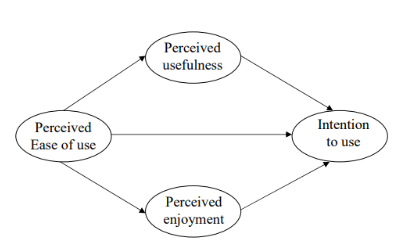 Perceived
usefulness
Perceived
Ease of use
Intention
to use
Perceived
enjoyment